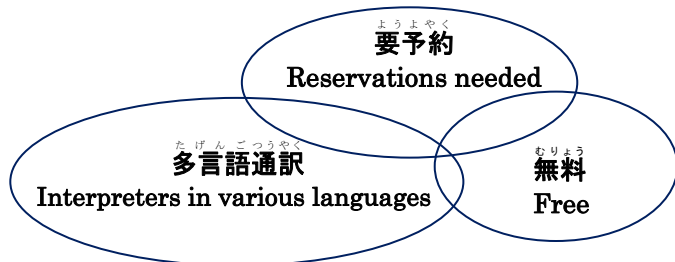 ようよやく
要予約
Reservations needed
たげんごつうやく
多言語通訳
Interpreters in various languages
むりょう
無料
Free